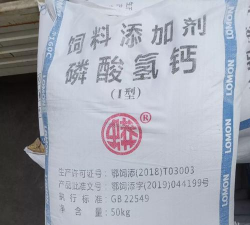 饲料添加剂
磷酸氢钙
(I型)
生产许可证号：鄂饲添(2018)T03003
产品批准文号：鄂饲添字(2019)044199号
执行标准：GB 22549
净含量：50kg
LOMON
LOMON